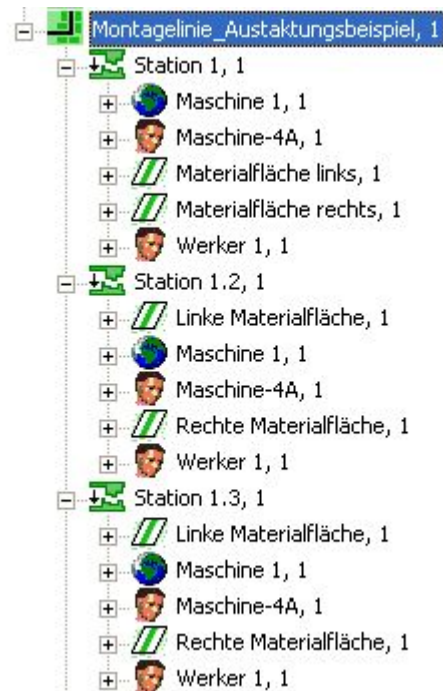 Montagelinie_Austaktungsbeispiel, 1
Station 1, 1
Maschine 1, 1
Maschine-4A, 1
Materialfläche links, 1
Materialfläche rechts, 1
Werker 1, 1
Station 1.2, 1
Linke Materialfläche, 1
Maschine 1, 1
Maschine-4A, 1
Rechte Materialfläche, 1
Werker 1, 1
Station 1.3, 1
Linke Materialfläche, 1
Maschine 1, 1
Maschine-4A, 1
Rechte Materialfläche, 1
Werker 1, 1